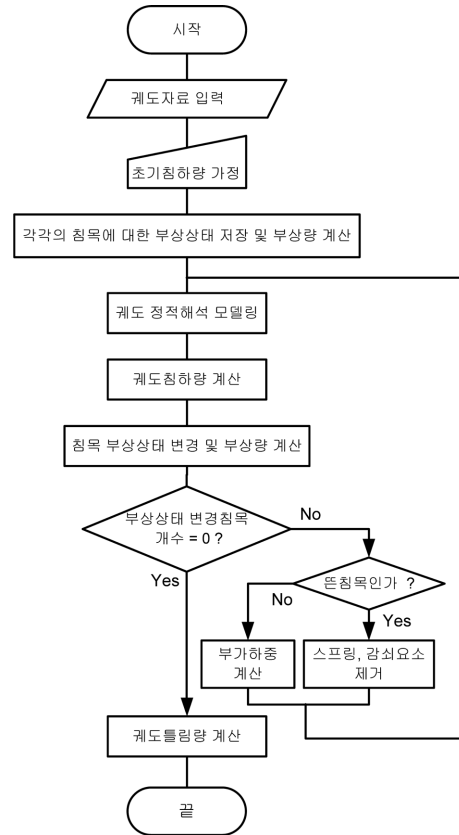 시작
궤도자료 입력
초기침하량 가정
각각의 침목에 대한 부상상태 저장 및 부상량 계산
궤도 정적해석 모델링
궤도침하량 계산
침목 부상상태 변경 및 부상량 계산
부상상태 변경침목
개수 = 0 ?
No
Yes
뜬침목인가 ?
No
Yes
부가하중
계산
스프링, 감쇠요소
제거
궤도틀림량 계산
끝